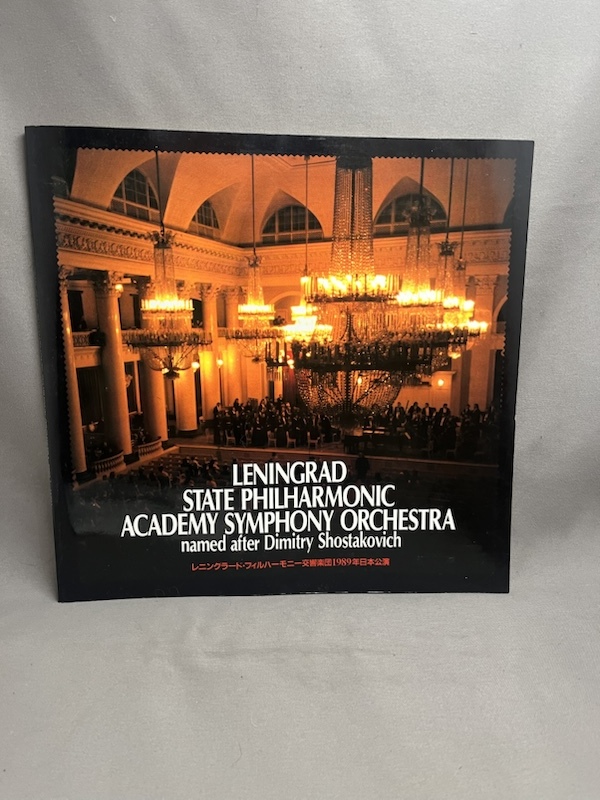 LENINGRAD
STATE PHILHARMONIC
ACADEMY SYMPHONY ORCHESTRA
named after Dimitry Shostakovich
レニングラード・フィルハーモニー交響楽団1989年日本公演